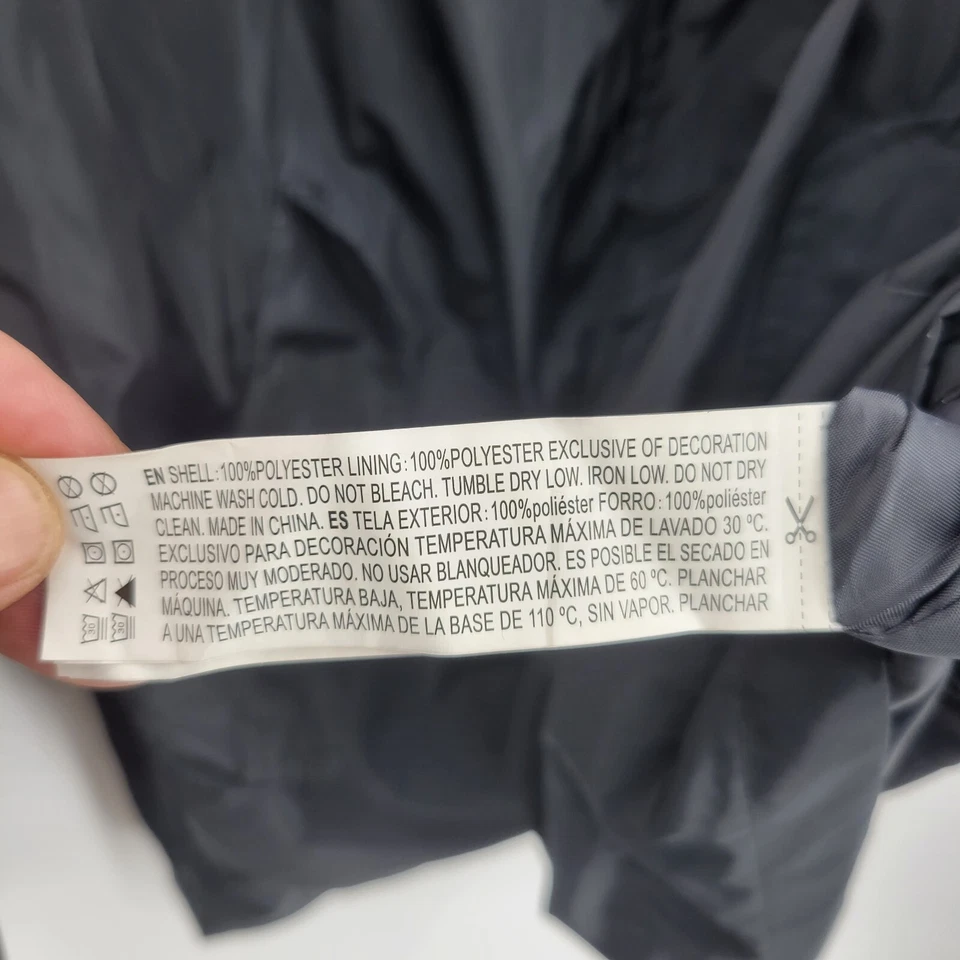 EN SHELL:100%POLYESTER LINING:100%POLYESTER EXCLUSIVE OF DECORATION
MACHINE WASH COLD. DO NOT BLEACH. TUMBLE DRY LOW. IRON LOW. DO NOT DRY
CLEAN. MADE IN CHINA. ES TELA EXTERIOR:100%poliéster FORRO:100%poliéster
EXCLUSIVO PARA DECORACIÓN TEMPERATURA MÁXIMA DE LAVADO 30 ºC.
PROCESO MUY MODERADO. NO USAR BLANQUEADOR. ES POSIBLE EL SECADO EN
MÁQUINA. TEMPERATURA BAJA, TEMPERATURA MÁXIMA DE 60 ºC. PLANCHAR
A UNA TEMPERATURA MÁXIMA DE LA BASE DE 110 ºC, SIN VAPOR. PLANCHAR
30
30